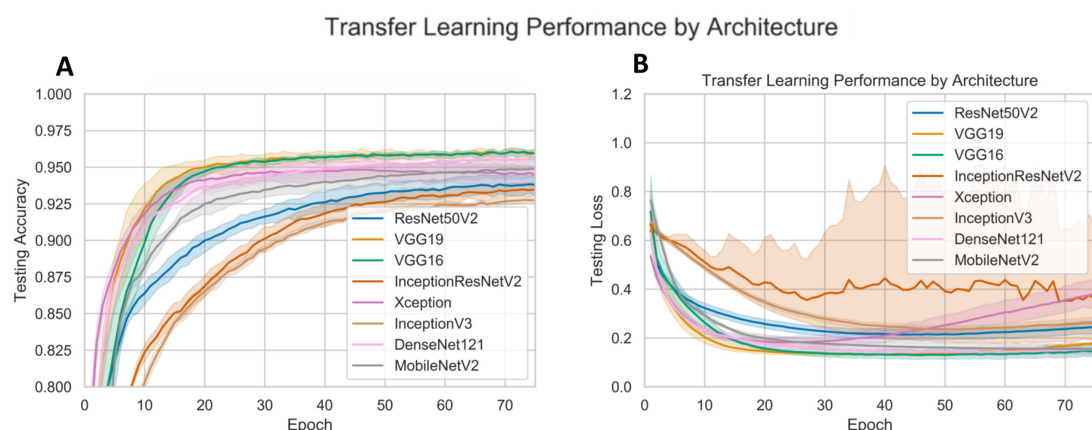 Transfer Learning Performance by Architecture
A
1.000
0.975
0.950
0.925
0.900
0.875
0.850
0.825
0.800
Testing Accuracy
0
10
20
30
40
50
60
70
Epoch
ResNet50V2
VGG19
VGG16
InceptionResNetV2
Xception
InceptionV3
DenseNet121
MobileNetV2
B
Transfer Learning Performance by Architecture
1.2
1.0
0.8
0.6
0.4
0.2
0.0
Testing Loss
0
10
20
30
40
50
60
70
Epoch
ResNet50V2
VGG19
VGG16
InceptionResNetV2
Xception
InceptionV3
DenseNet121
MobileNetV2